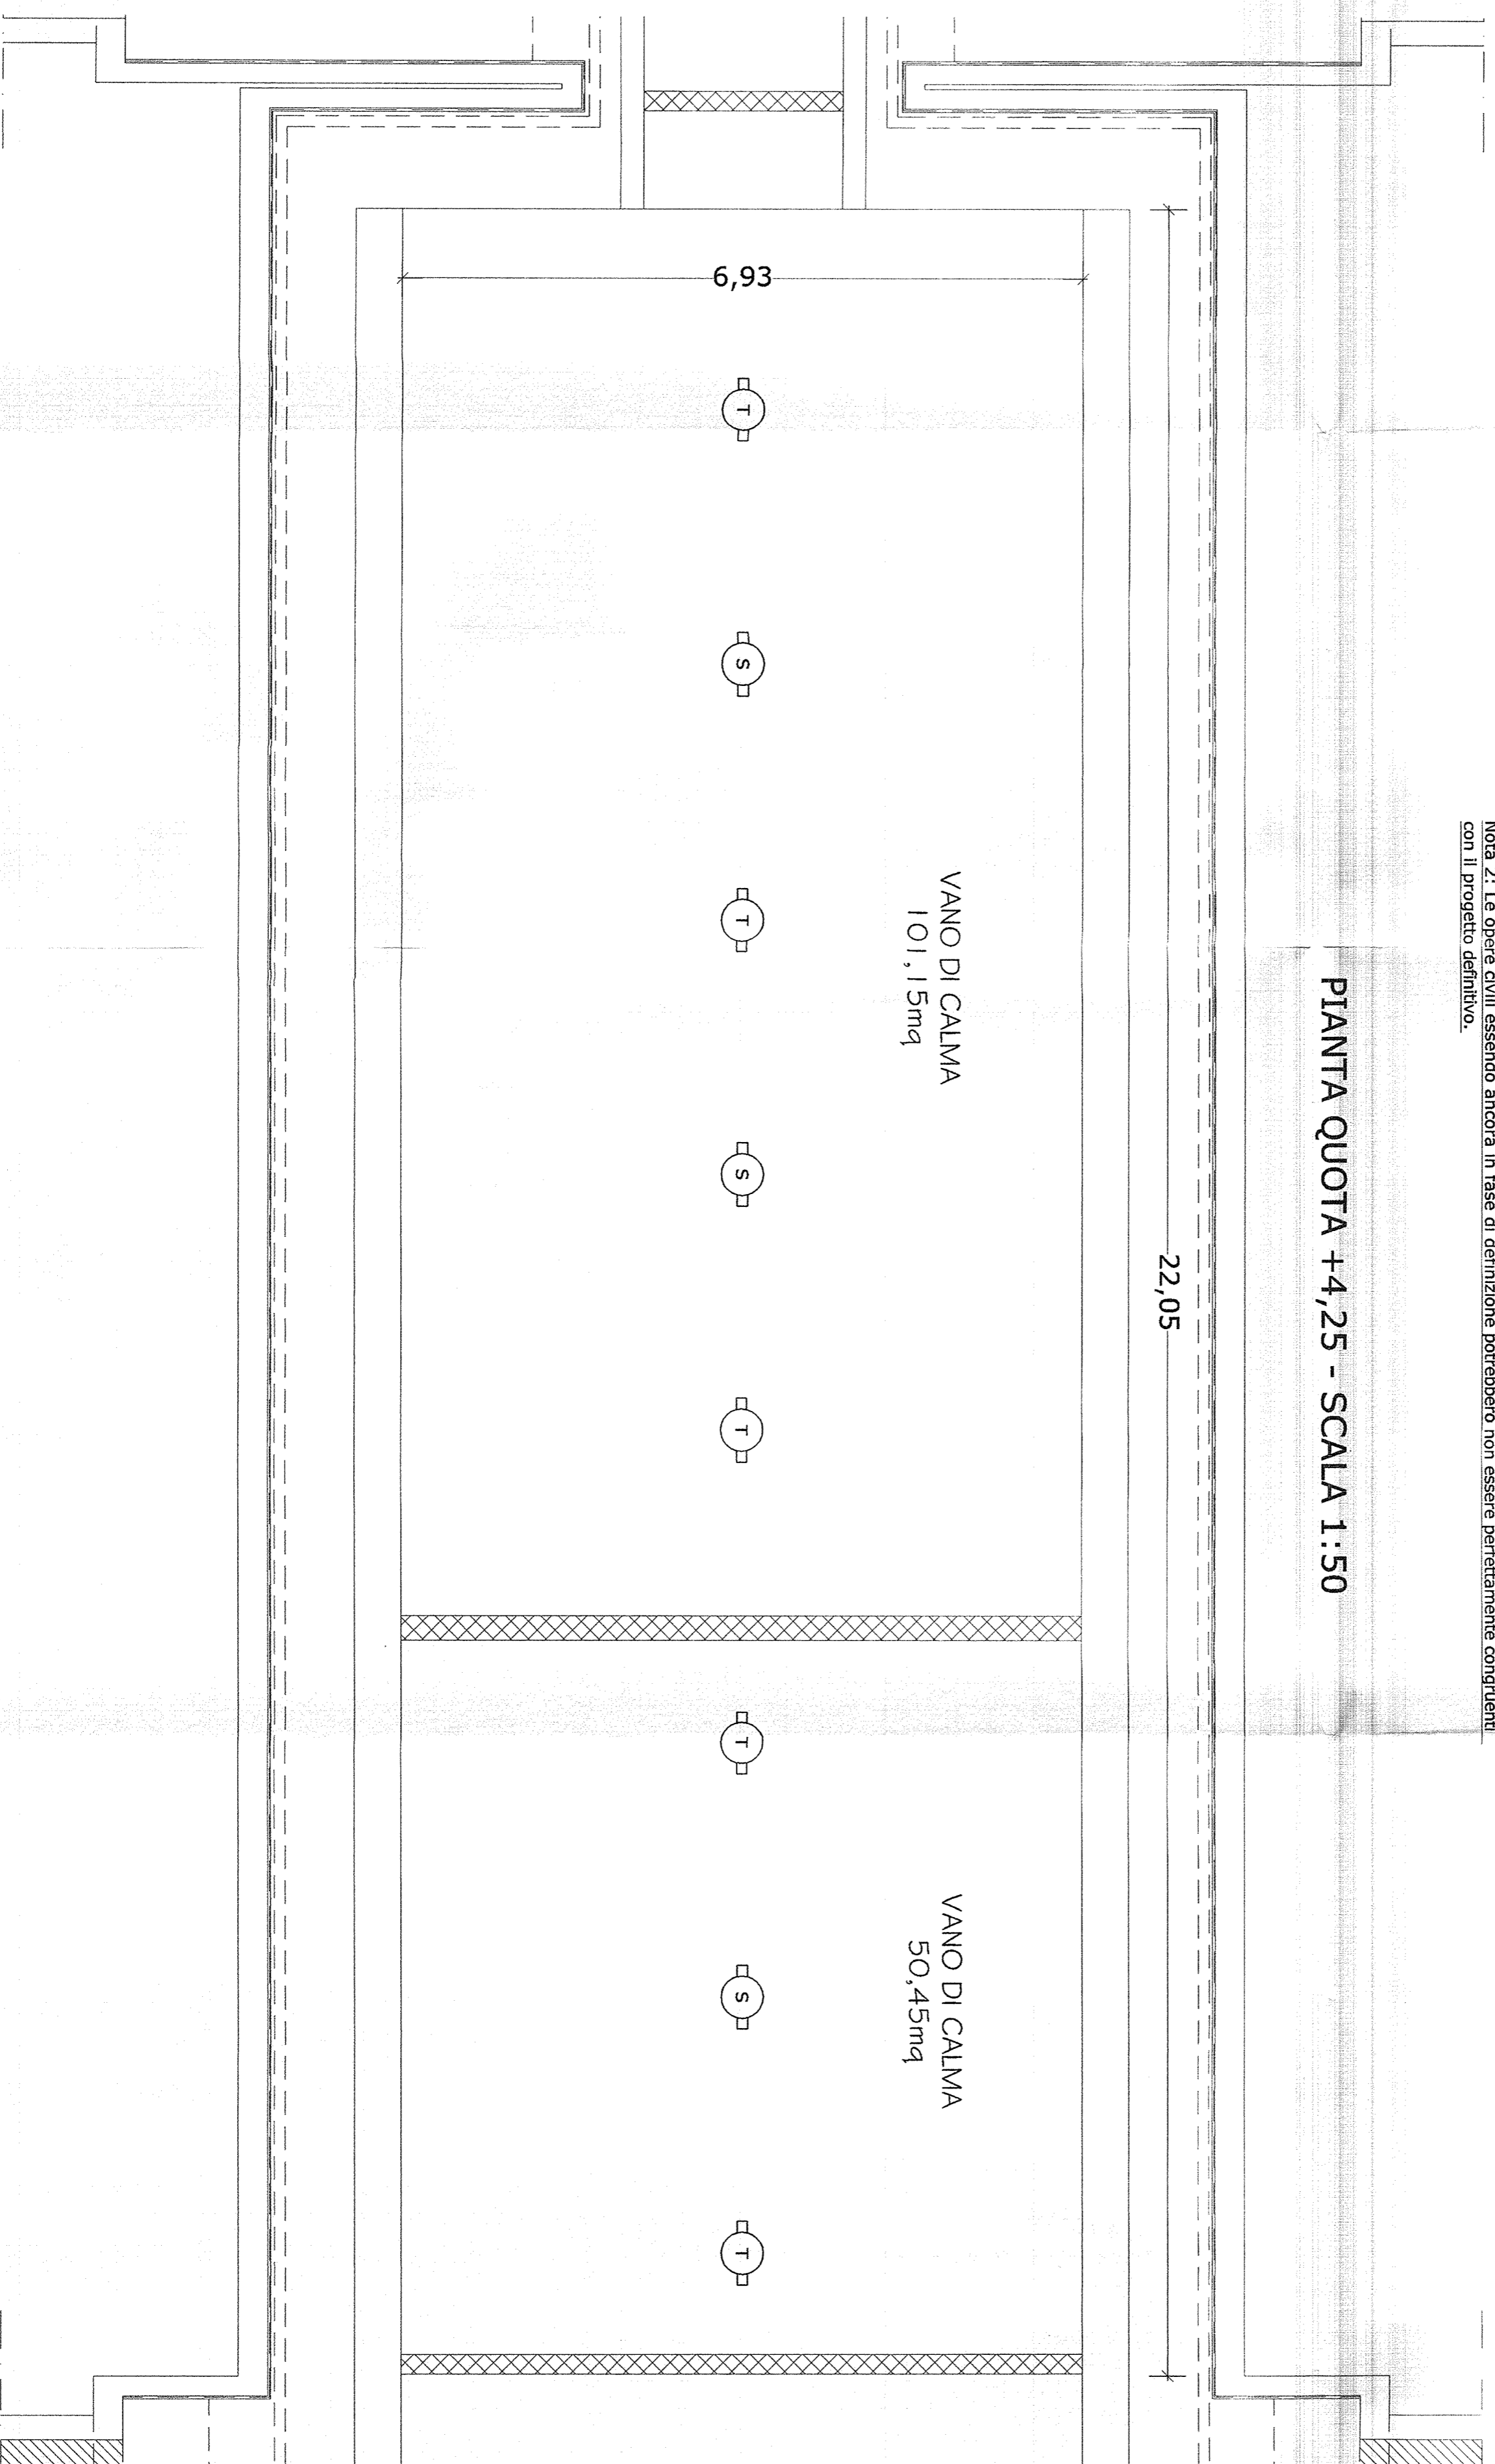 Nota 2: Le opere civili essendo ancora in fase di definizione potrebbero non essere perfettamente congruenti
con il progetto definitivo.
PIANTA QUOTA +4,25 - SCALA 1:50
22,05
VANO DI CALMA
101,15mq
VANO DI CALMA
50,45mq
6,93
T
S
T
S
T
T
S
T